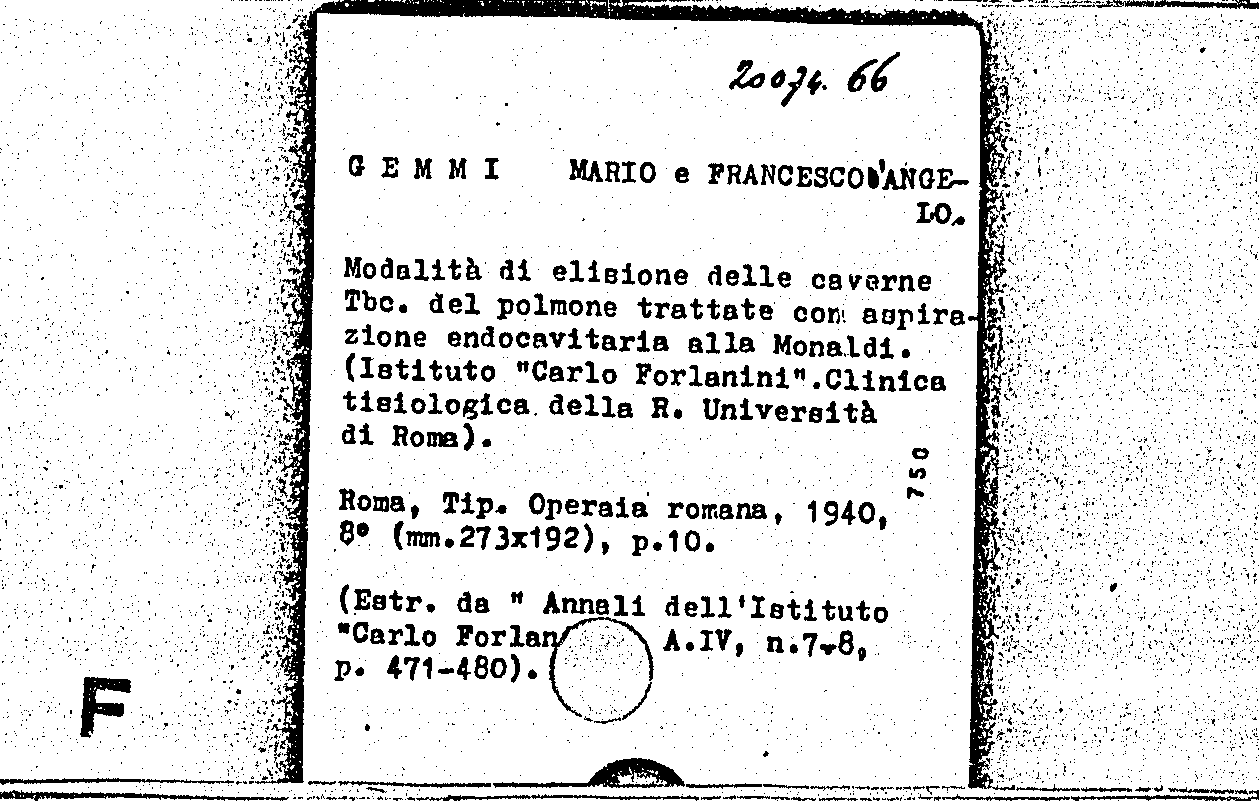 20074. 66
GEMMI MARIO e FRANCESCO D'ANGE-
LO.
Modalità di elisione delle caverne
Tbc. del polmone trattate con aspira-
zione endocavitaria alla Monaldi.
(Istituto "Carlo Forlanini".Clinica
tisiologica della R. Università
di Roma).
750
Roma, Tip. Operaia romana, 1940,
8° (mm.273x192), p.10.
(Estr. da " Annali dell'Istituto
"Carlo Forlan A.IV, n.7-8,
p. 471-480).
F